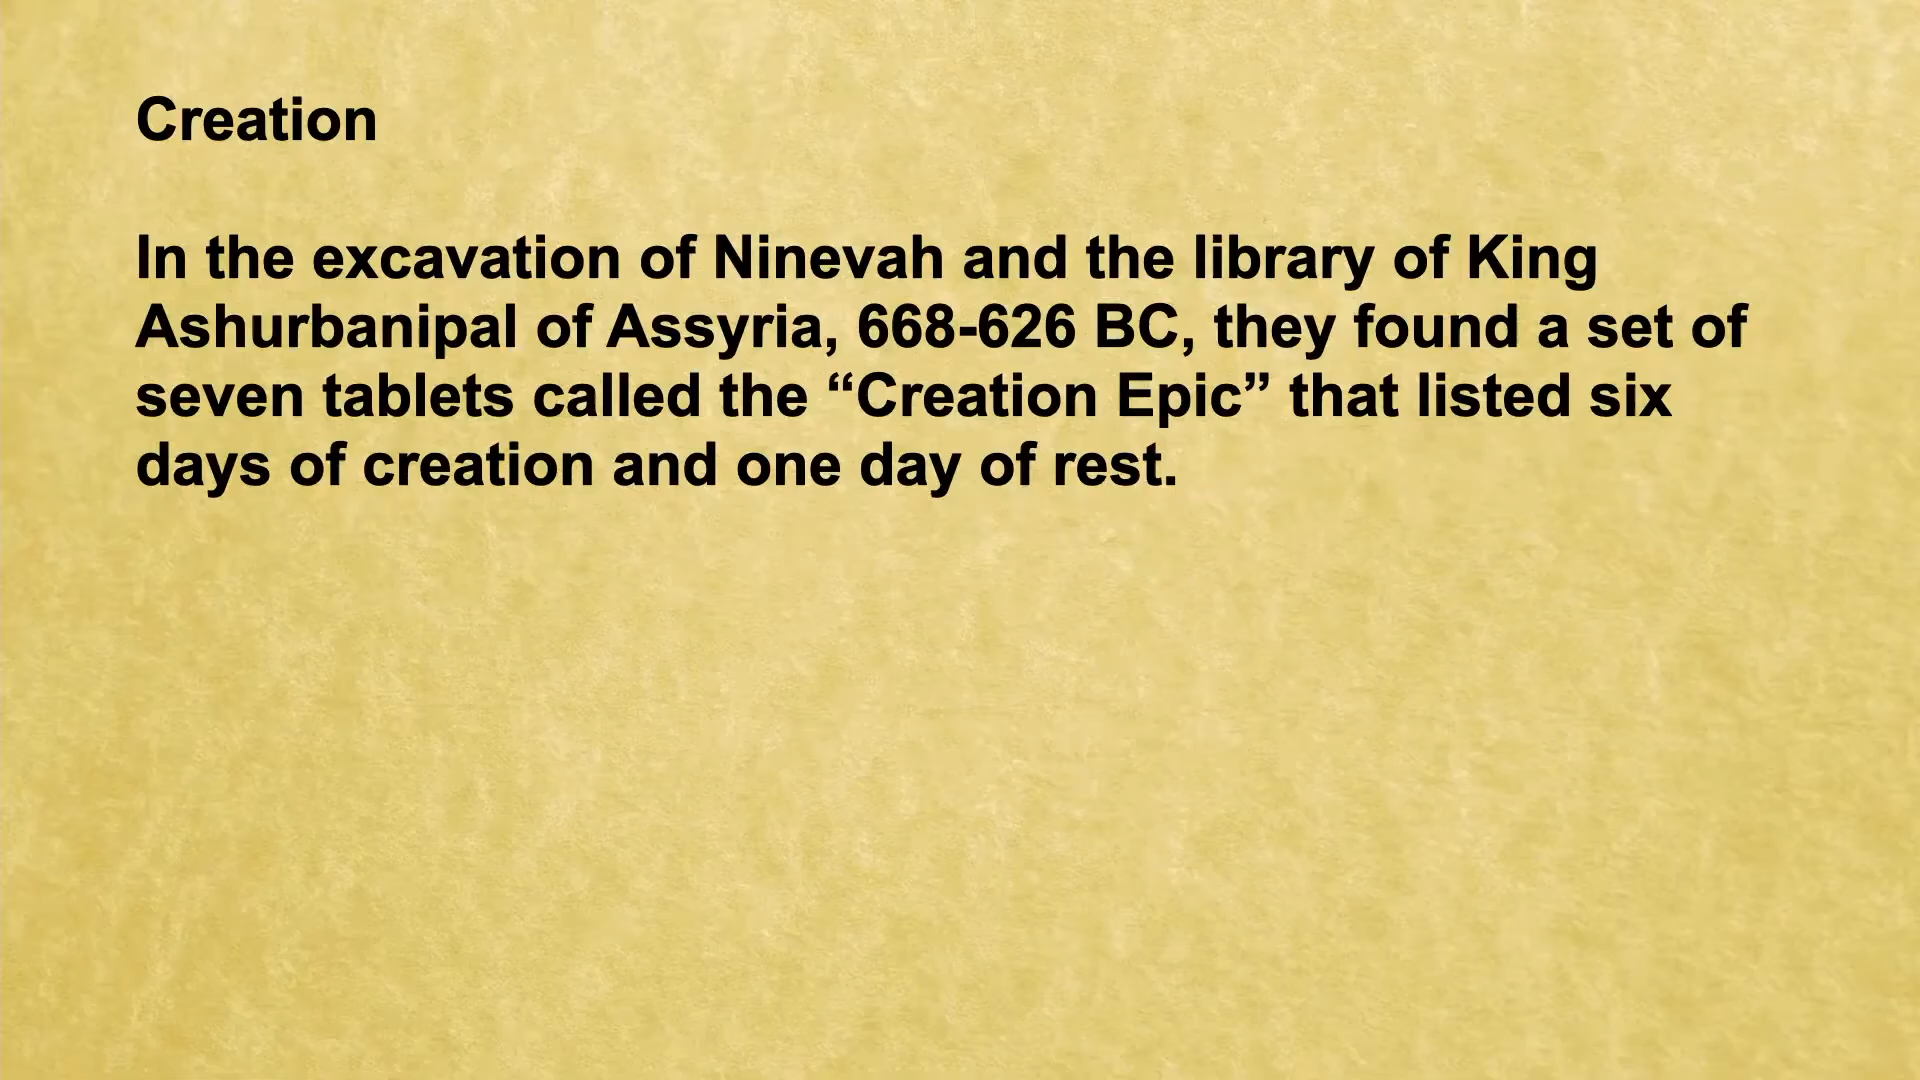 Creation
In the excavation of Ninevah and the library of King
Ashurbanipal of Assyria, 668-626 BC, they found a set of
seven tablets called the “Creation Epic” that listed six
days of creation and one day of rest.